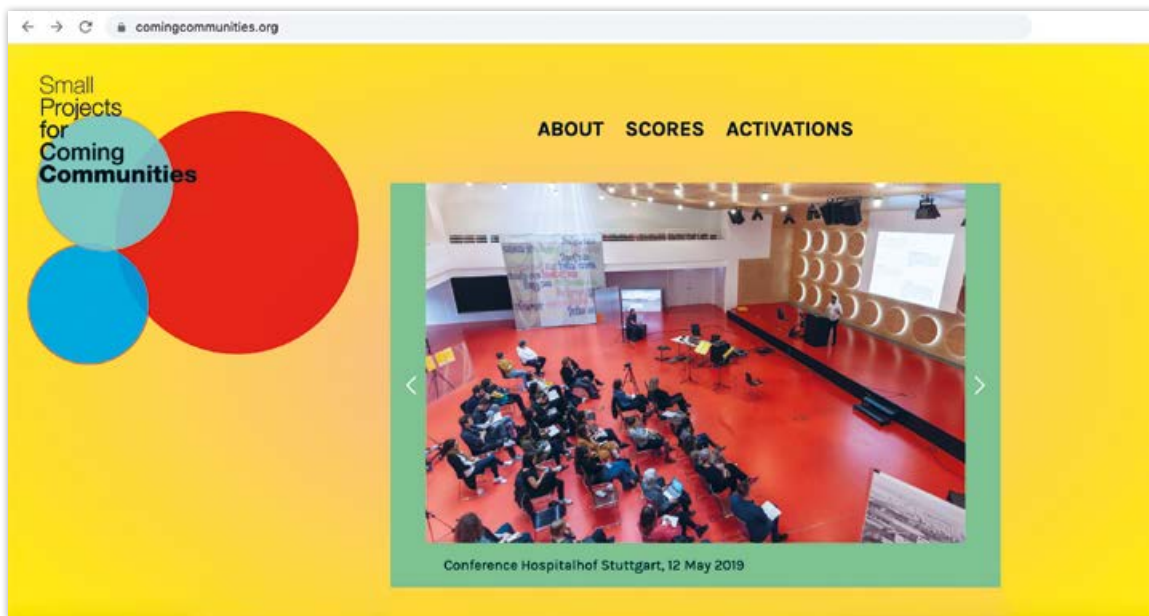 comingcommunities.org
Small
Projects
for
Coming
Communities
ABOUT SCORES ACTIVATIONS
Conference Hospitalhof Stuttgart, 12 May 2019